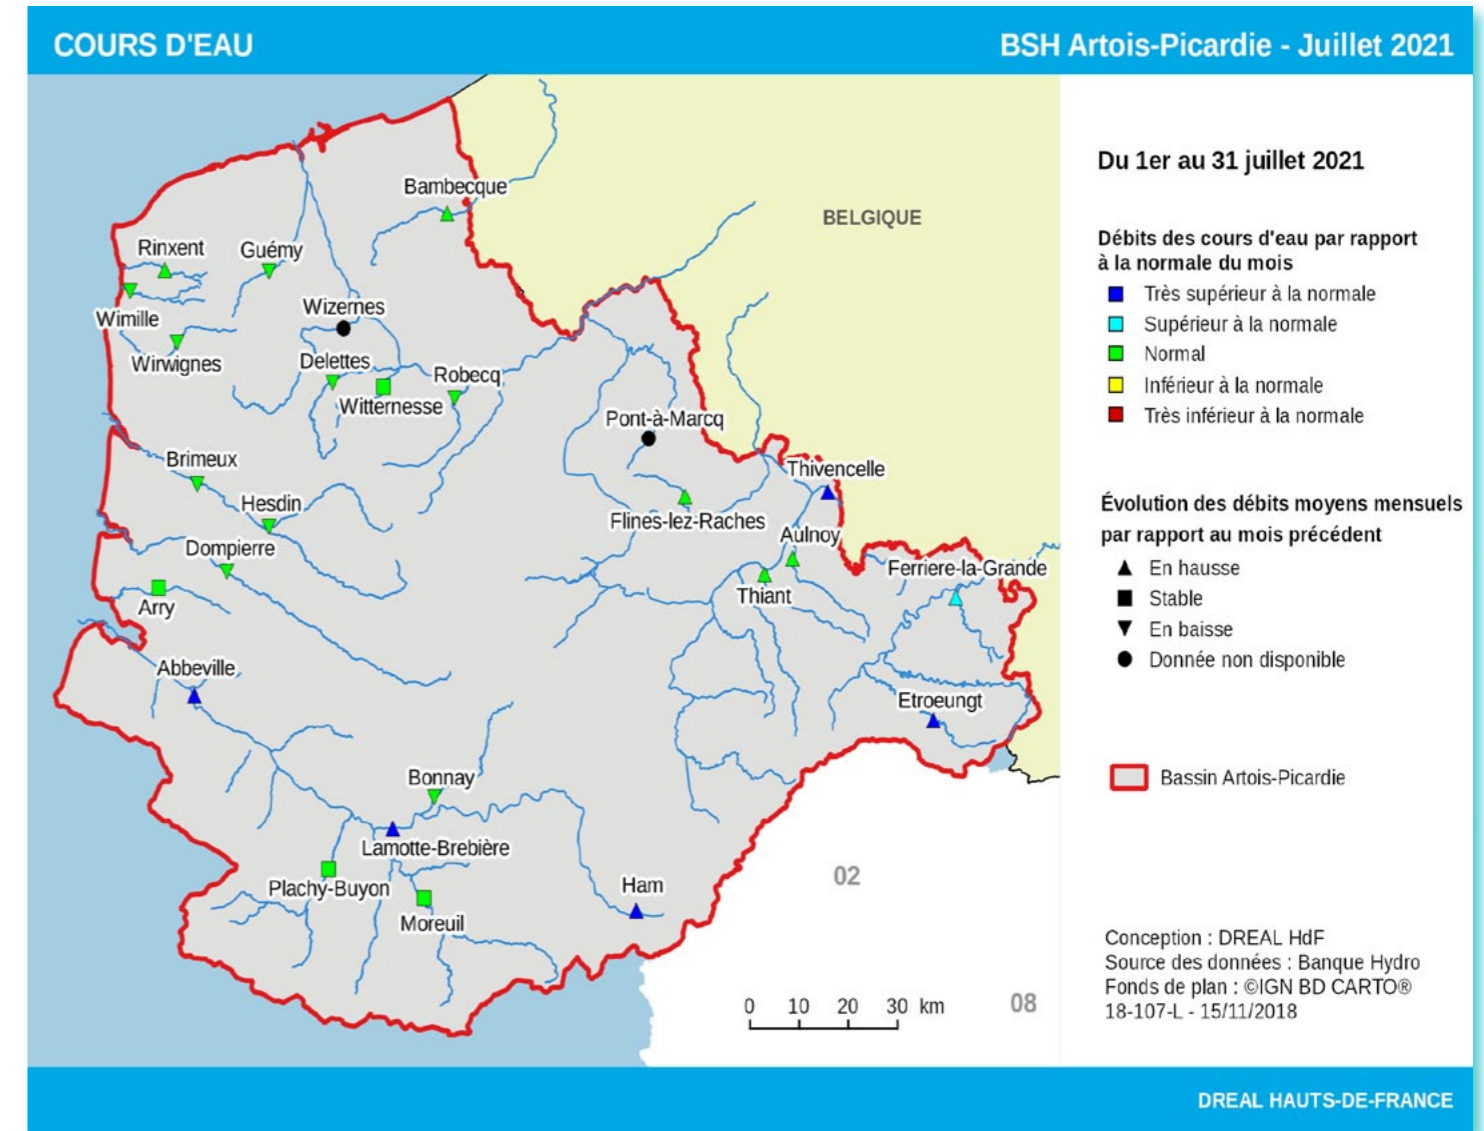 COURS D'EAU
BSH Artois-Picardie - Juillet 2021
Bambecque
BELGIQUE
Rinxent
Guémy
Wizernes
Wimille
Wirwignes
Delettes
Robecq
Witternesse
Pont-à-Marcq
Brimeux
Thivencelle
Hesdin
Flines-lez-Raches
Aulnoy
Dompierre
Ferriere-la-Grande
Thiant
Arry
Abbeville
Etroeungt
Bonnay
Lamotte-Brebière
Plachy-Buyon
Ham
Moreuil
02
08
0 10 20 30 km
Du 1er au 31 juillet 2021
Débits des cours d'eau par rapport
à la normale du mois
Très supérieur à la normale
Supérieur à la normale
Normal
Inférieur à la normale
Très inférieur à la normale
Évolution des débits moyens mensuels
par rapport au mois précédent
En hausse
Stable
En baisse
Donnée non disponible
Bassin Artois-Picardie
Conception : DREAL HdF
Source des données : Banque Hydro
Fonds de plan : ©IGN BD CARTO®
18-107-L - 15/11/2018
DREAL HAUTS-DE-FRANCE